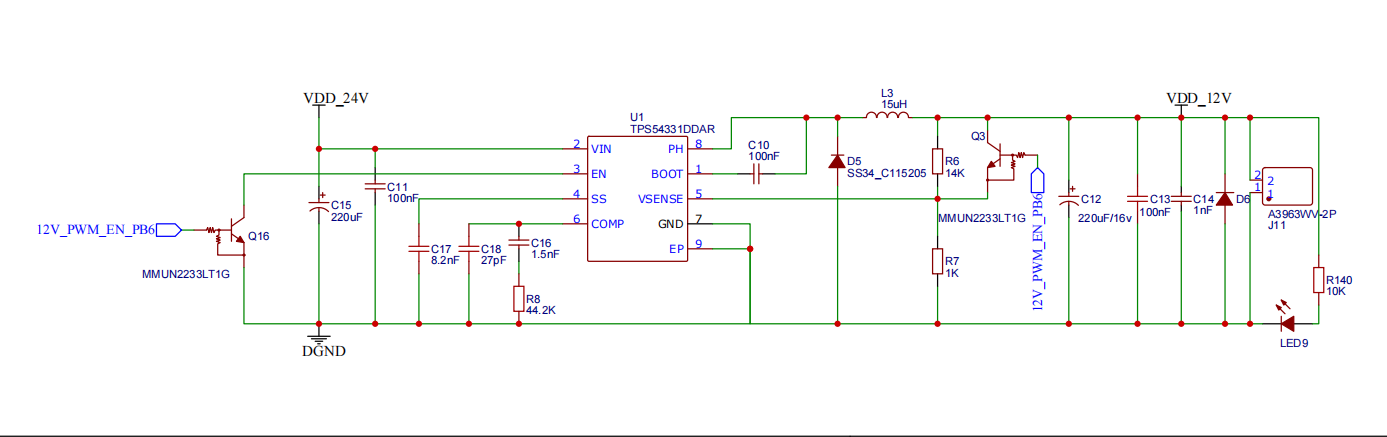 VDD_24V
VDD_12V
L3
15uH
U1
TPS54331DDAR
2 VIN
PH 8
3 EN
BOOT 1
4 SS
VSENSE 5
6 COMP
GND 7
EP 9
C10
100nF
Q3
D5
SS34_C115205
R6
14K
C11
100nF
C15
220uF
12V_PWM_EN_PB6
Q16
MMUN2233LT1G
C17
8.2nF
C18
27pF
C16
1.5nF
R8
44.2K
MMUN2233LT1G
12V_PWM_EN_PB6
R7
1K
C12
220uF/16v
C13
100nF
C14
1nF
D6
2 2
1 1
A3963WV-2P
J11
R140
10K
LED9
DGND